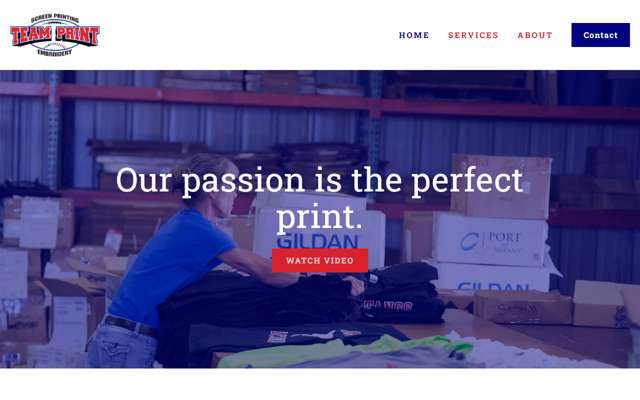 SCREEN PRINTING
TEAM PRINT
EMBROIDERY
HOME
SERVICES
ABOUT
Contact
Our passion is the perfect
print.
WATCH VIDEO
GILDAN
PORT
GILDAN